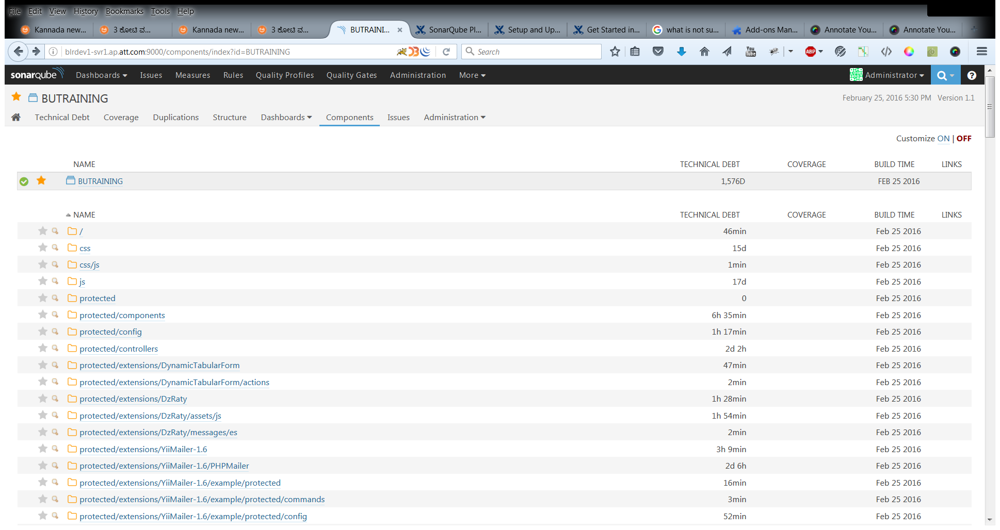 File Edit View History Bookmarks Tools Help
Kannada new... 3 ಕೋಟಿ ವ... Kannada new... 3 ಕೋಟಿ ವ... BUTRAINI... × SonarQube Pl... Setup and Up... Get Started in... what is not su... Add-ons Man... Annotate You... Annotate You...
blrdev1-svr1.ap.att.com:9000/components/index?id=BUTRAINING Search You Tube ABP
sonarqube Dashboards Issues Measures Rules Quality Profiles Quality Gates Administration More Administrator ?
BUTRAINING February 25, 2016 5:30 PM Version 1.1
Technical Debt Coverage Duplications Structure Dashboards Components Issues Administration
Customize ON | OFF
NAME TECHNICAL DEBT COVERAGE BUILD TIME LINKS
BUTRAINING 1,576D FEB 25 2016
NAME TECHNICAL DEBT COVERAGE BUILD TIME LINKS
/ 46min Feb 25 2016
css 15d Feb 25 2016
css/js 1min Feb 25 2016
js 17d Feb 25 2016
protected 0 Feb 25 2016
protected/components 6h 35min Feb 25 2016
protected/config 1h 17min Feb 25 2016
protected/controllers 2d 2h Feb 25 2016
protected/extensions/DynamicTabularForm 47min Feb 25 2016
protected/extensions/DynamicTabularForm/actions 2min Feb 25 2016
protected/extensions/DzRaty 1h 28min Feb 25 2016
protected/extensions/DzRaty/assets/js 1h 54min Feb 25 2016
protected/extensions/DzRaty/messages/es 2min Feb 25 2016
protected/extensions/YiiMailer-1.6 3h 9min Feb 25 2016
protected/extensions/YiiMailer-1.6/PHPMailer 2d 6h Feb 25 2016
protected/extensions/YiiMailer-1.6/example/protected 16min Feb 25 2016
protected/extensions/YiiMailer-1.6/example/protected/commands 3min Feb 25 2016
protected/extensions/YiiMailer-1.6/example/protected/config 52min Feb 25 2016